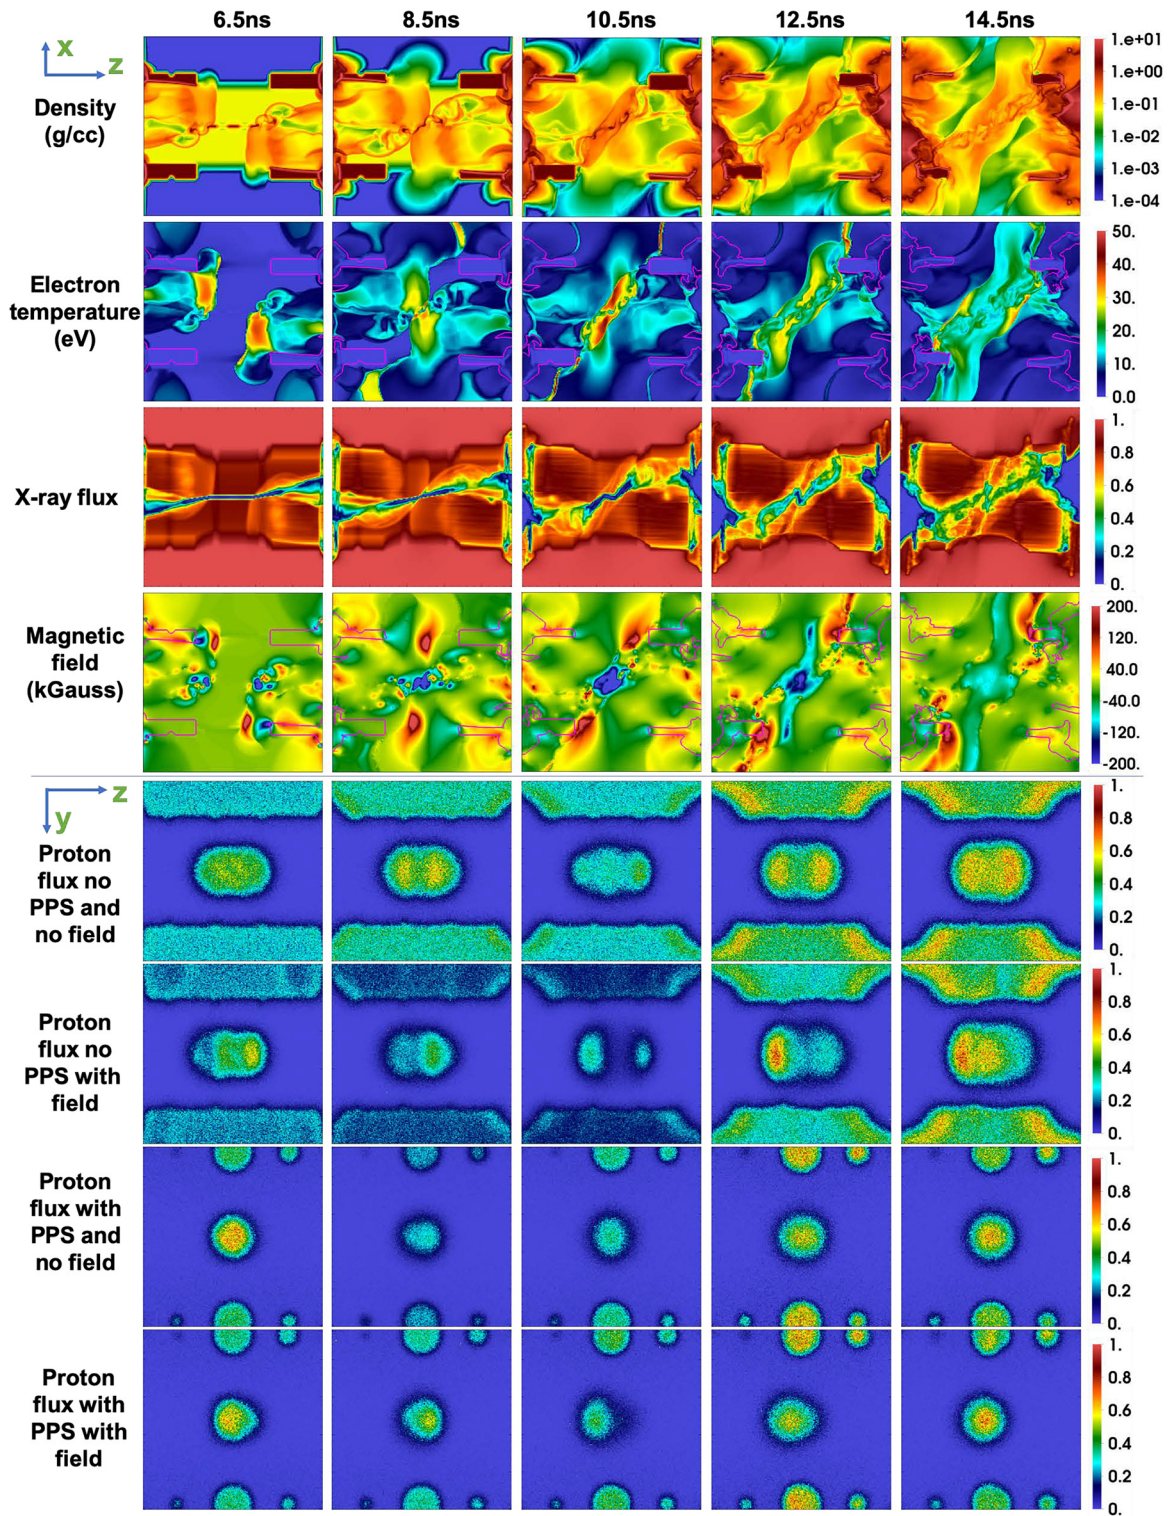 6.5ns 8.5ns 10.5ns 12.5ns 14.5ns
x
z
Density
(g/cc)
1.e+01
1.e+00
1.e-01
1.e-02
1.e-03
1.e-04
Electron
temperature
(eV)
50.
40.
30.
20.
10.
0.0
X-ray flux
1.
0.8
0.6
0.4
0.2
0.
Magnetic
field
(kGauss)
200.
120.
40.0
-40.0
-120.
-200.
z
y
Proton
flux no
PPS and
no field
1.
0.8
0.6
0.4
0.2
0.
Proton
flux no
PPS with
field
1.
0.8
0.6
0.4
0.2
0.
Proton
flux with
PPS and
no field
1.
0.8
0.6
0.4
0.2
0.
Proton
flux with
PPS with
field
1.
0.8
0.6
0.4
0.2
0.